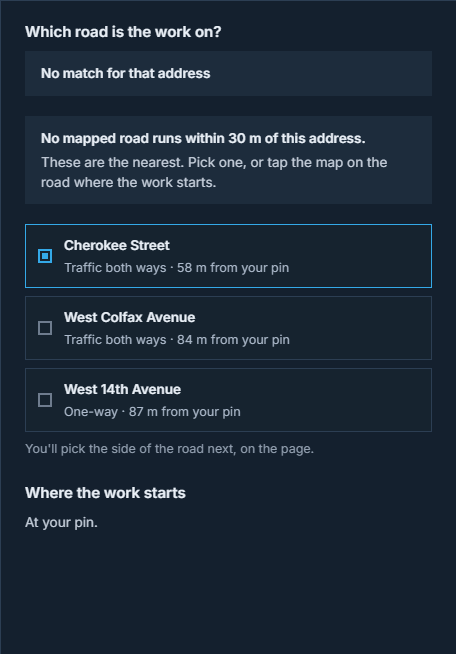 Which road is the work on?
No match for that address
No mapped road runs within 30 m of this address.
These are the nearest. Pick one, or tap the map on the
road where the work starts.
Cherokee Street
Traffic both ways · 58 m from your pin
West Colfax Avenue
Traffic both ways · 84 m from your pin
West 14th Avenue
One-way · 87 m from your pin
You'll pick the side of the road next, on the page.
Where the work starts
At your pin.